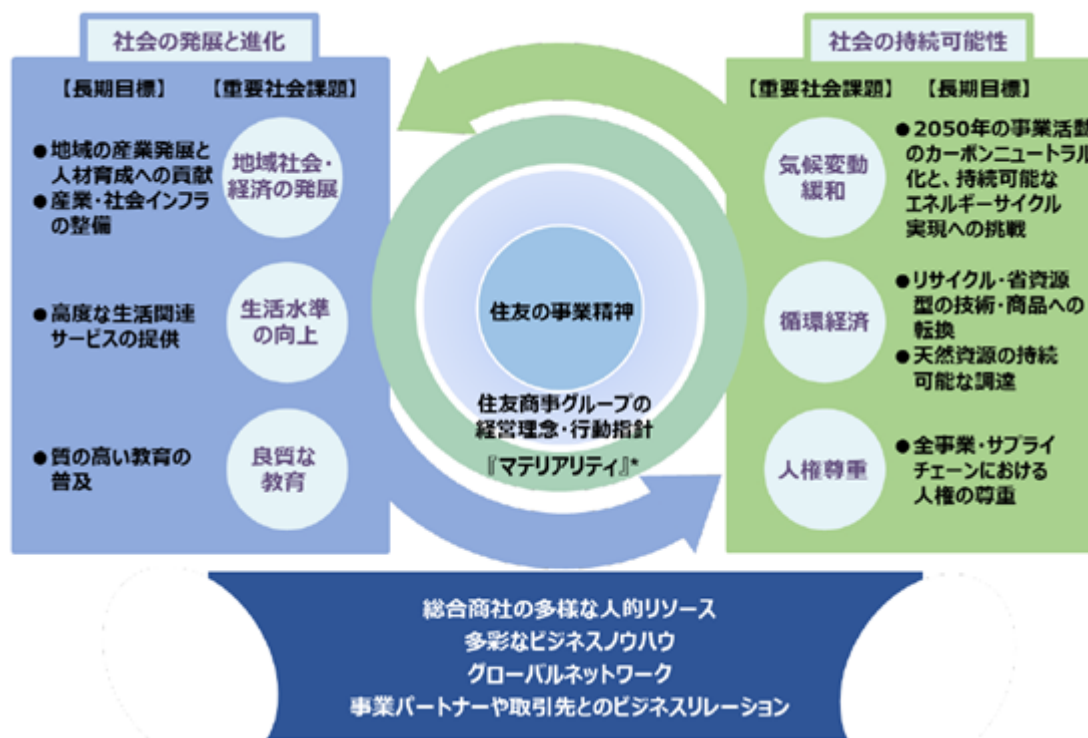 社会の発展と進化
【長期目標】
【重要社会課題】
●地域の産業発展と
人材育成への貢献
●産業・社会インフラ
の整備
地域社会・
経済の発展
●高度な生活関連
サービスの提供
生活水準
の向上
●質の高い教育の
普及
良質な
教育
住友の事業精神
住友商事グループの
経営理念・行動指針
『マテリアリティ』*
社会の持続可能性
【重要社会課題】
【長期目標】
気候変動
緩和
●2050年の事業活動
のカーボンニュートラル
化と、持続可能な
エネルギーサイクル
実現への挑戦
循環経済
●リサイクル・省資源
型の技術・商品への
転換
●天然資源の持続
可能な調達
人権尊重
●全事業・サプライ
チェーンにおける
人権の尊重
総合商社の多様な人的リソース
多彩なビジネスノウハウ
グローバルネットワーク
事業パートナーや取引先とのビジネスリレーション